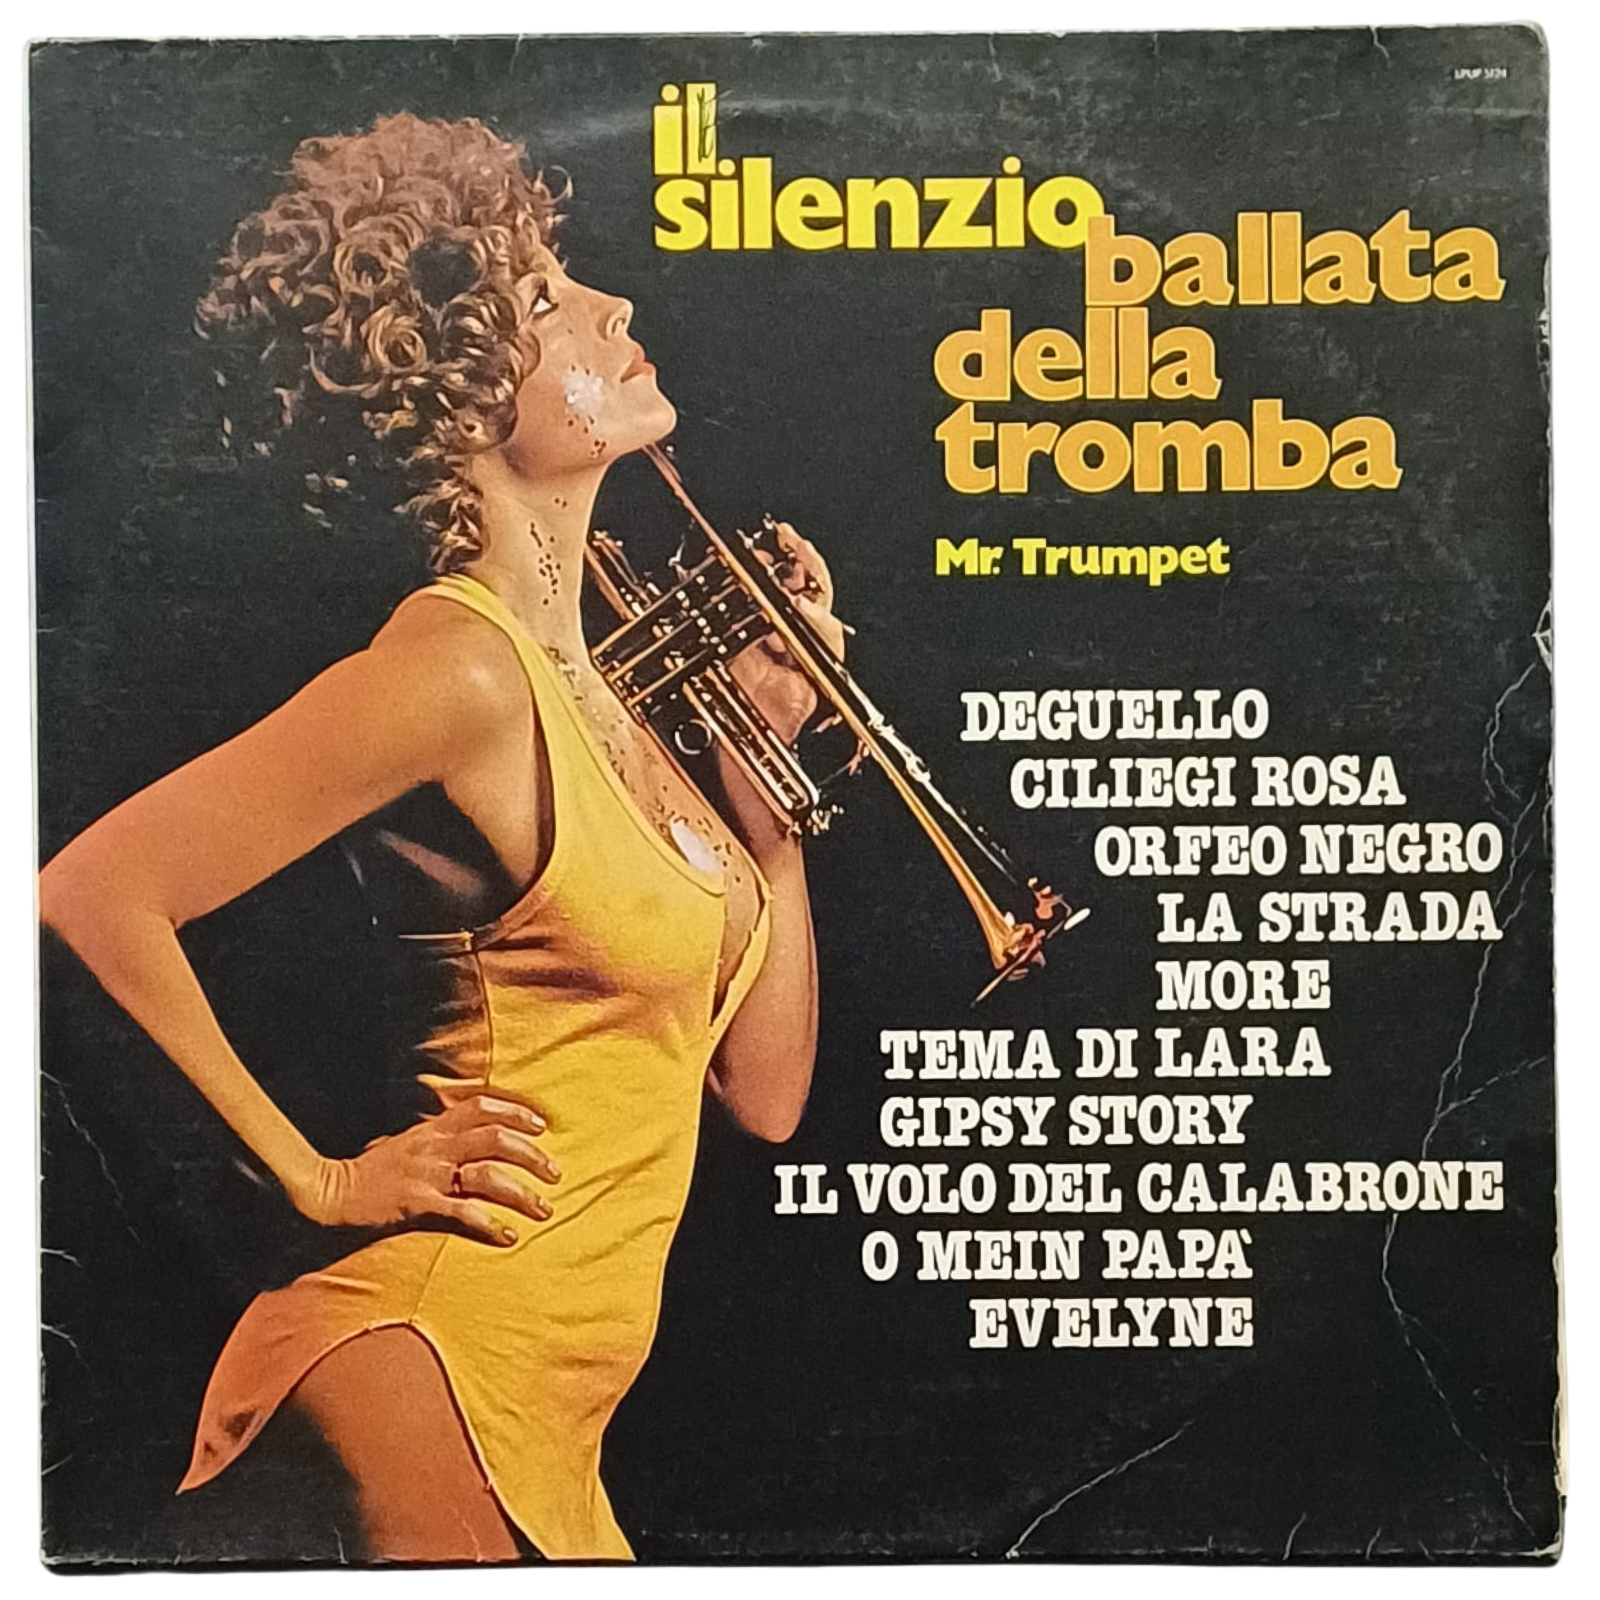 il
silenzio
ballata
della
tromba
Mr. Trumpet
DEGUELLO
CILIEGI ROSA
ORFEO NEGRO
LA STRADA
MORE
TEMA DI LARA
GIPSY STORY
IL VOLO DEL CALABRONE
O MEIN PAPA'
EVELYNE